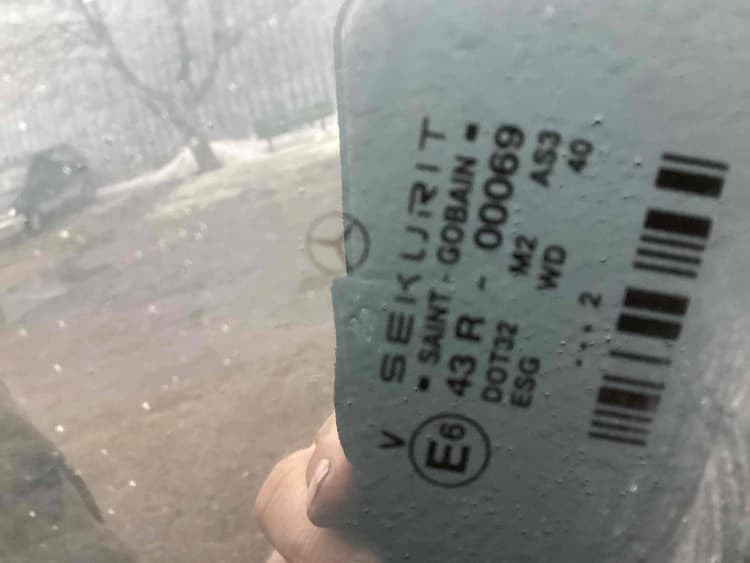 V
SEKURIT
SAINT - GOBAIN
43 R - 00069
DOT32 M2 AS3
ESG WD 40
E6
... 2